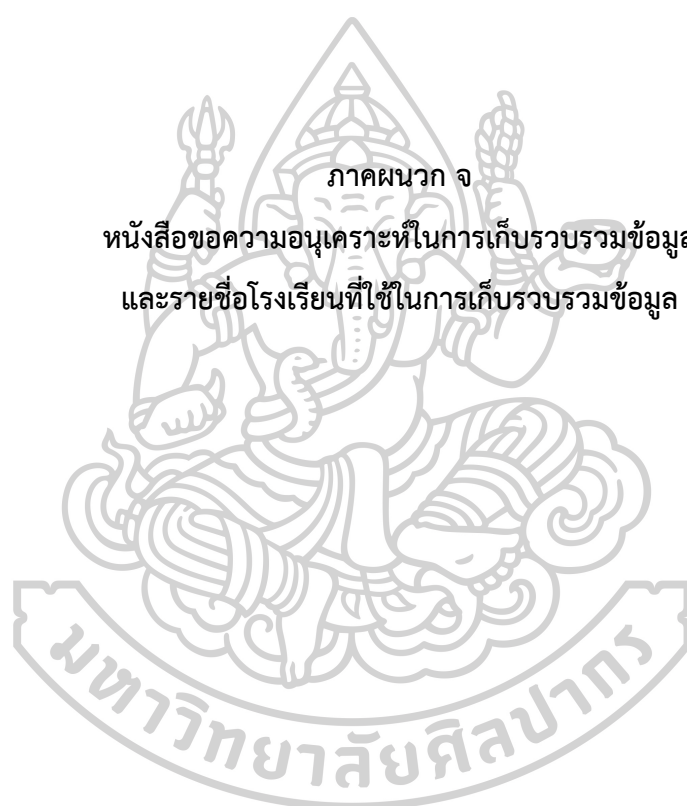 ภาคผนวก จ
หนังสือขอความอนุเคราะห์ในการเก็บรวบรวมข้อมูล
และรายชื่อโรงเรียนที่ใช้ในการเก็บรวบรวมข้อมูล
มหาวิทยาลัยศิลปากร